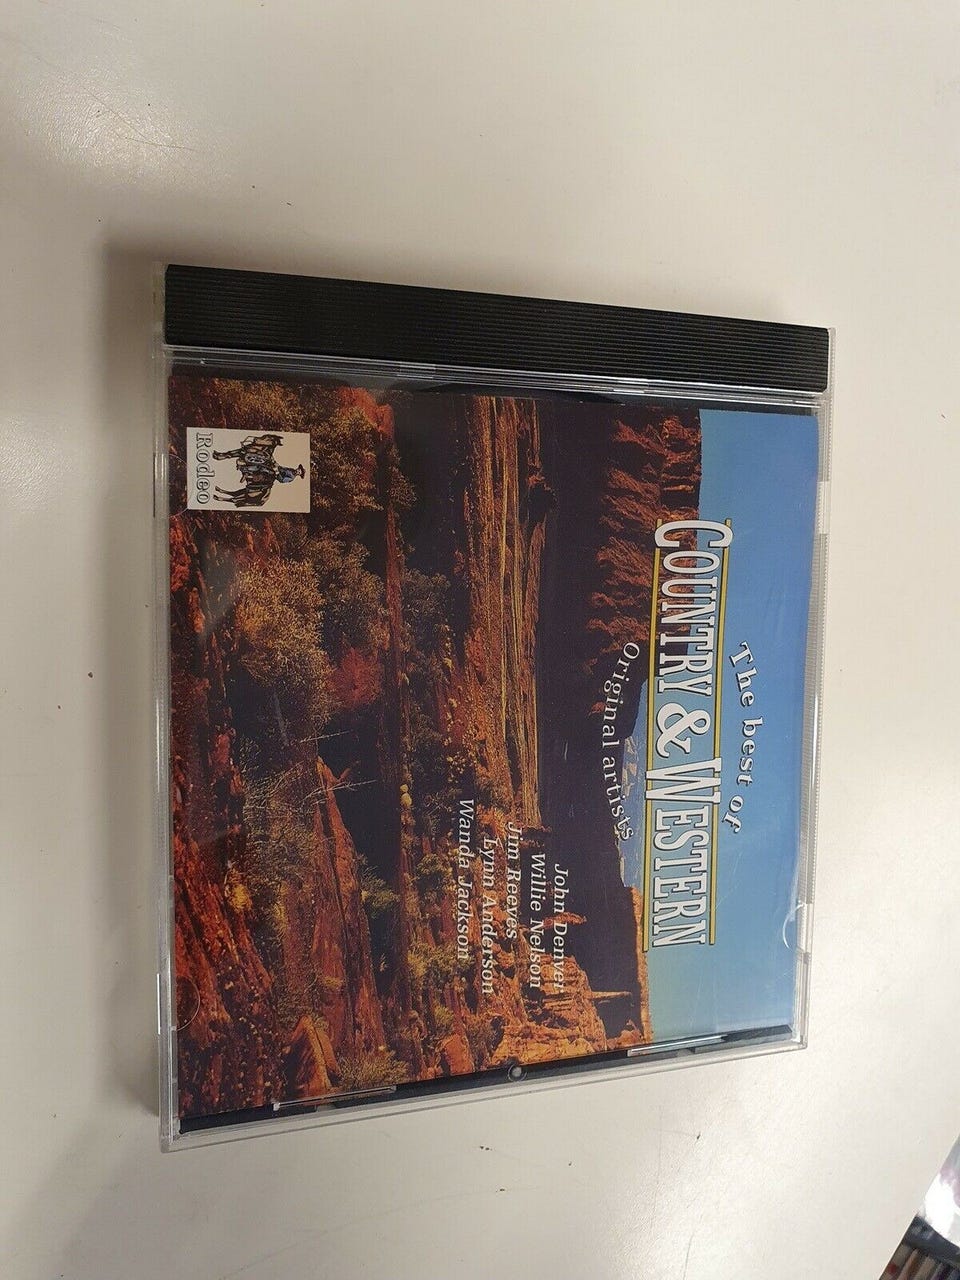 The best of
COUNTRY & WESTERN
Original artists
John Denver
Willie Nelson
Jim Reeves
Lynn Anderson
Wanda Jackson
Rodeo